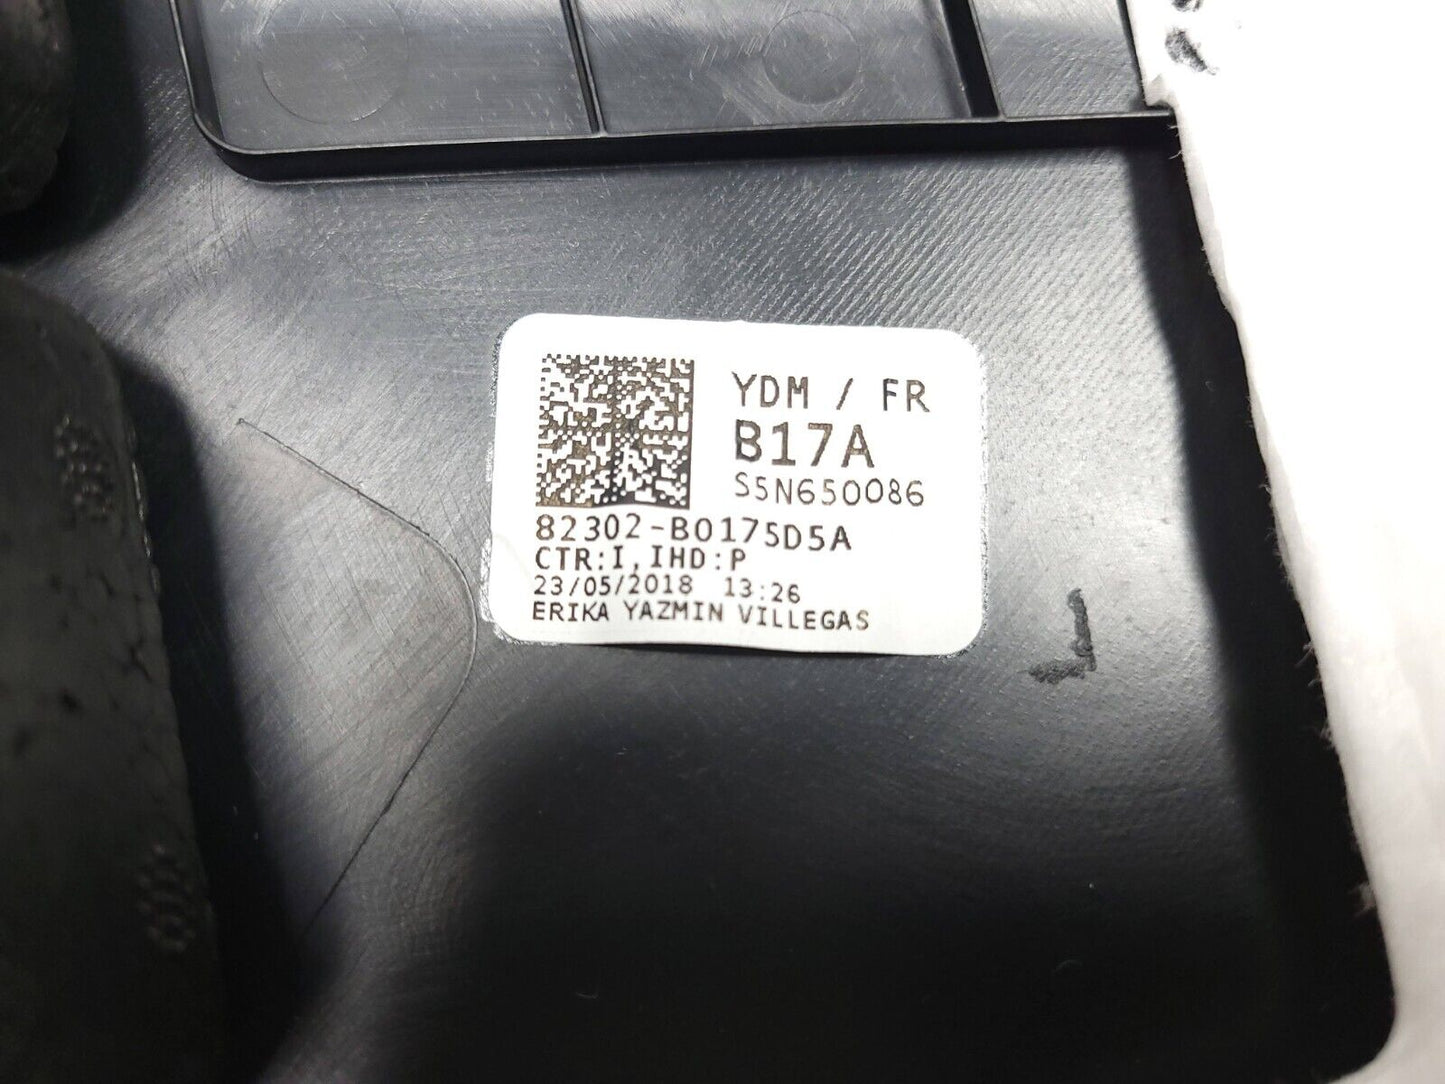 YDM / FR
B17A
S5N650086
82302-B0175D5A
CTR:I,IHD:P
23/05/2018 13:26
ERIKA YAZMIN VILLEGAS